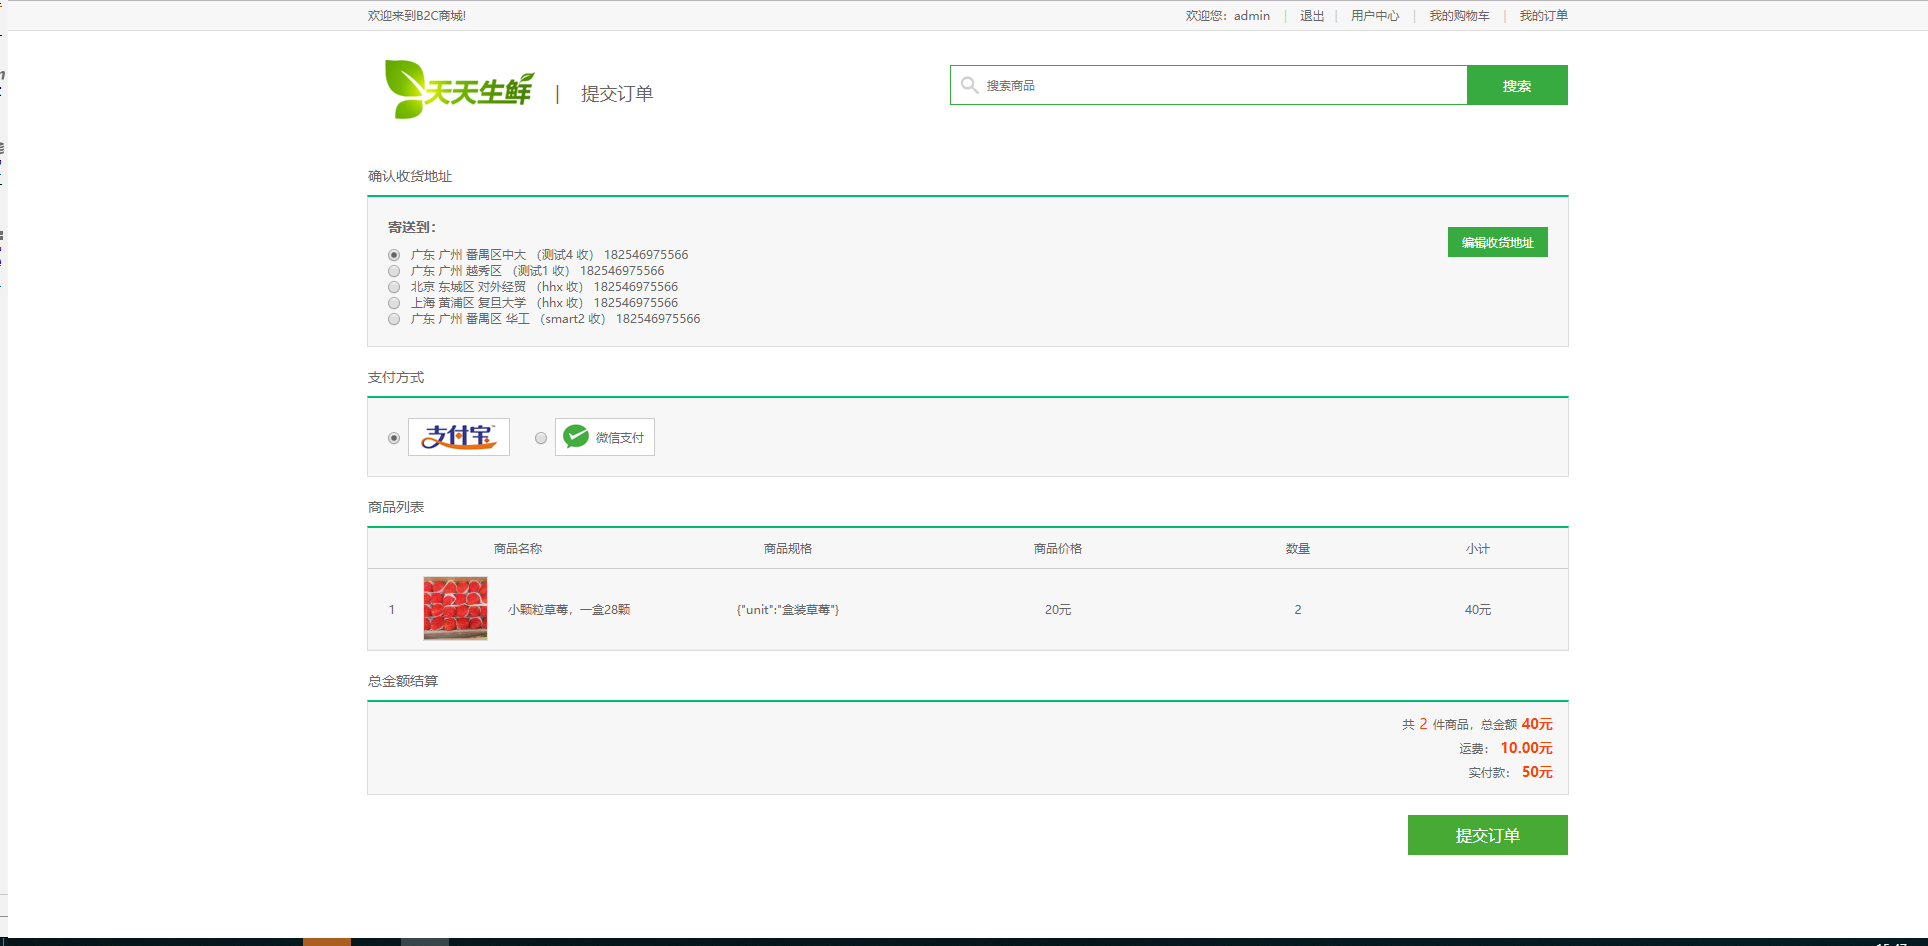 欢迎来到B2C商城!
欢迎您：admin | 退出 | 用户中心 | 我的购物车 | 我的订单
天天生鲜 | 提交订单
搜索商品 搜索
确认收货地址
寄送到：
编辑收货地址
广东 广州 番禺区中大 （测试4 收） 182546975566
广东 广州 越秀区 （测试1 收） 182546975566
北京 东城区 对外经贸 （hhx 收） 182546975566
上海 黄浦区 复旦大学 （hhx 收） 182546975566
广东 广州 番禺区 华工 （smart2 收） 182546975566
支付方式
支付宝 微信支付
商品列表
商品名称 商品规格 商品价格 数量 小计
1 小颗粒草莓，一盒28颗 {"unit":"盒装草莓"} 20元 2 40元
总金额结算
共 2 件商品，总金额 40元
运费： 10.00元
实付款： 50元
提交订单